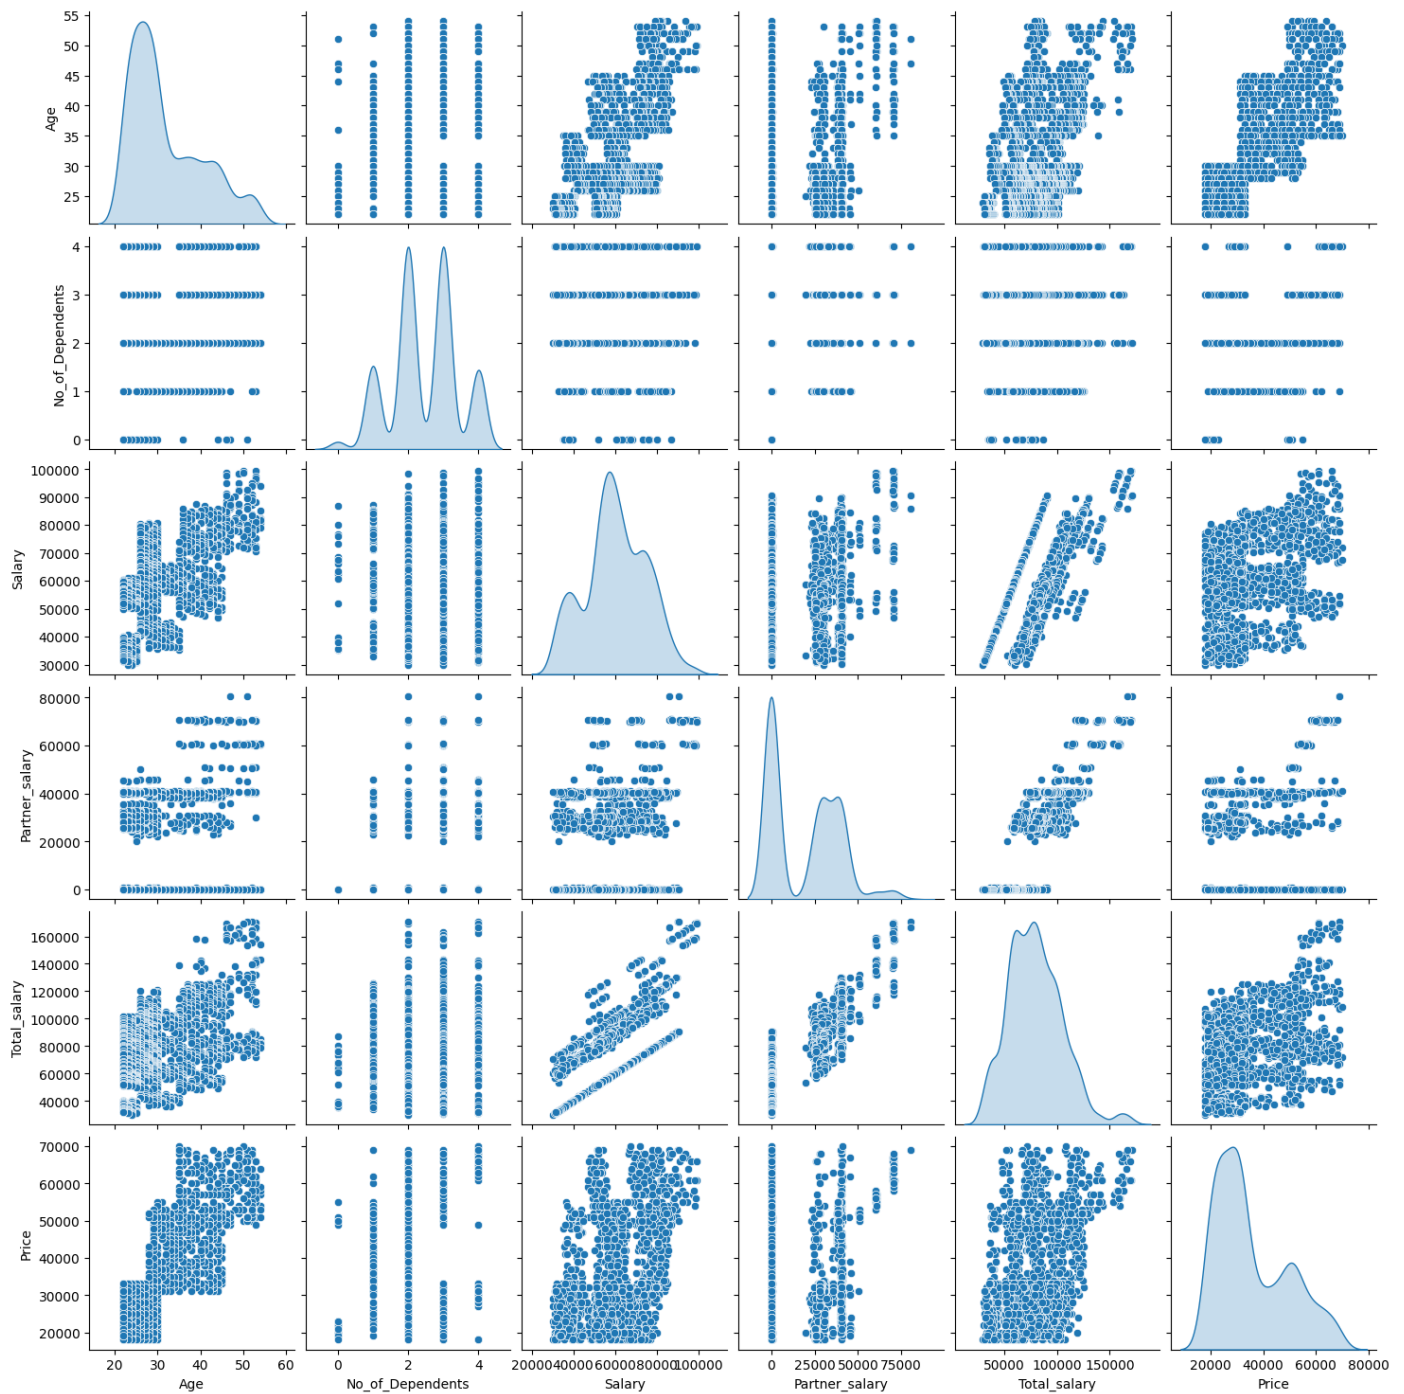 55
50
45
40
35
30
25
Age
4
3
2
1
0
No_of_Dependents
100000
90000
80000
70000
60000
50000
40000
30000
Salary
80000
60000
40000
20000
0
Partner_salary
160000
140000
120000
100000
80000
60000
40000
Total_salary
70000
60000
50000
40000
30000
20000
Price
20 30 40 50 60
0 2 4
20000 40000 60000 80000 100000
0 25000 50000 75000
50000 100000 150000
20000 40000 60000 80000
Age No_of_Dependents Salary Partner_salary Total_salary Price